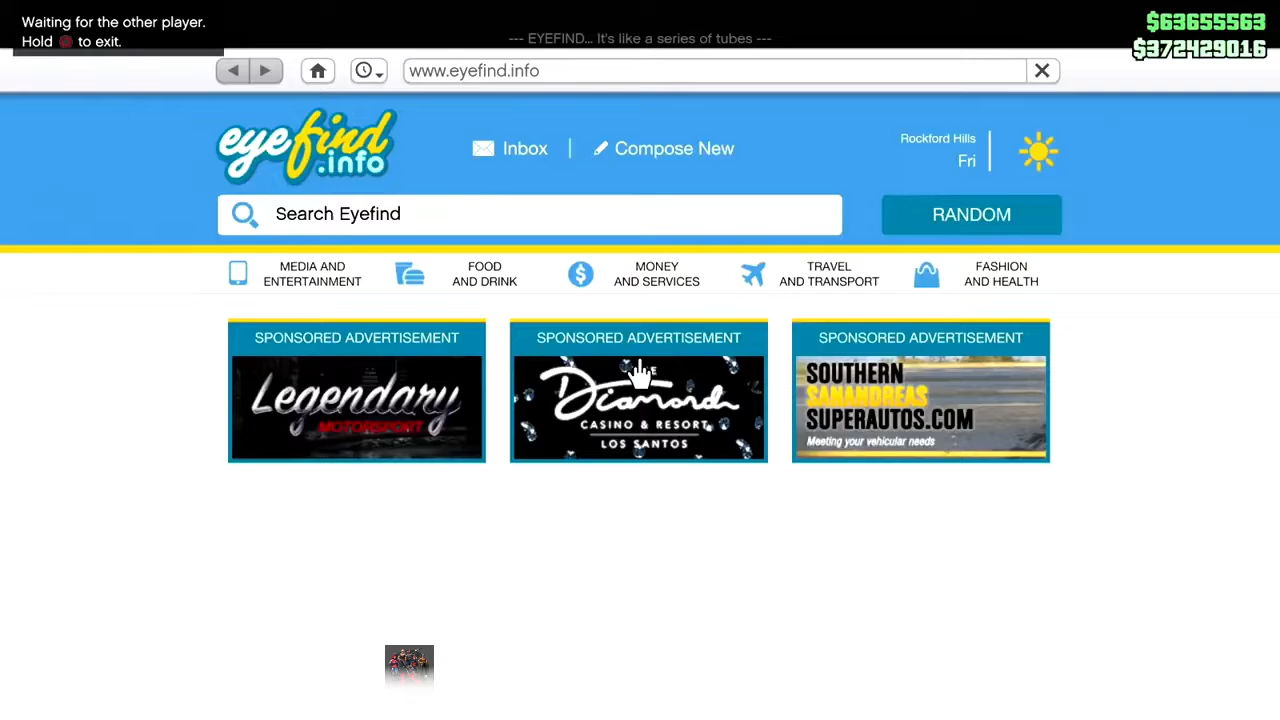 Waiting for the other player.
Hold to exit.
--- EYEFIND... It's like a series of tubes ---
$63655563
$372429016
www.eyefind.info
eyefind
.info
Inbox
Compose New
Rockford Hills
Fri
Search Eyefind
RANDOM
MEDIA AND
ENTERTAINMENT
FOOD
AND DRINK
MONEY
AND SERVICES
TRAVEL
AND TRANSPORT
FASHION
AND HEALTH
SPONSORED ADVERTISEMENT
Legendary
MOTORSPORT
SPONSORED ADVERTISEMENT
Diamond
CASINO & RESORT
LOS SANTOS
SPONSORED ADVERTISEMENT
SOUTHERN
SANANDREAS
SUPERAUTOS.COM
Meeting your vehicular needs